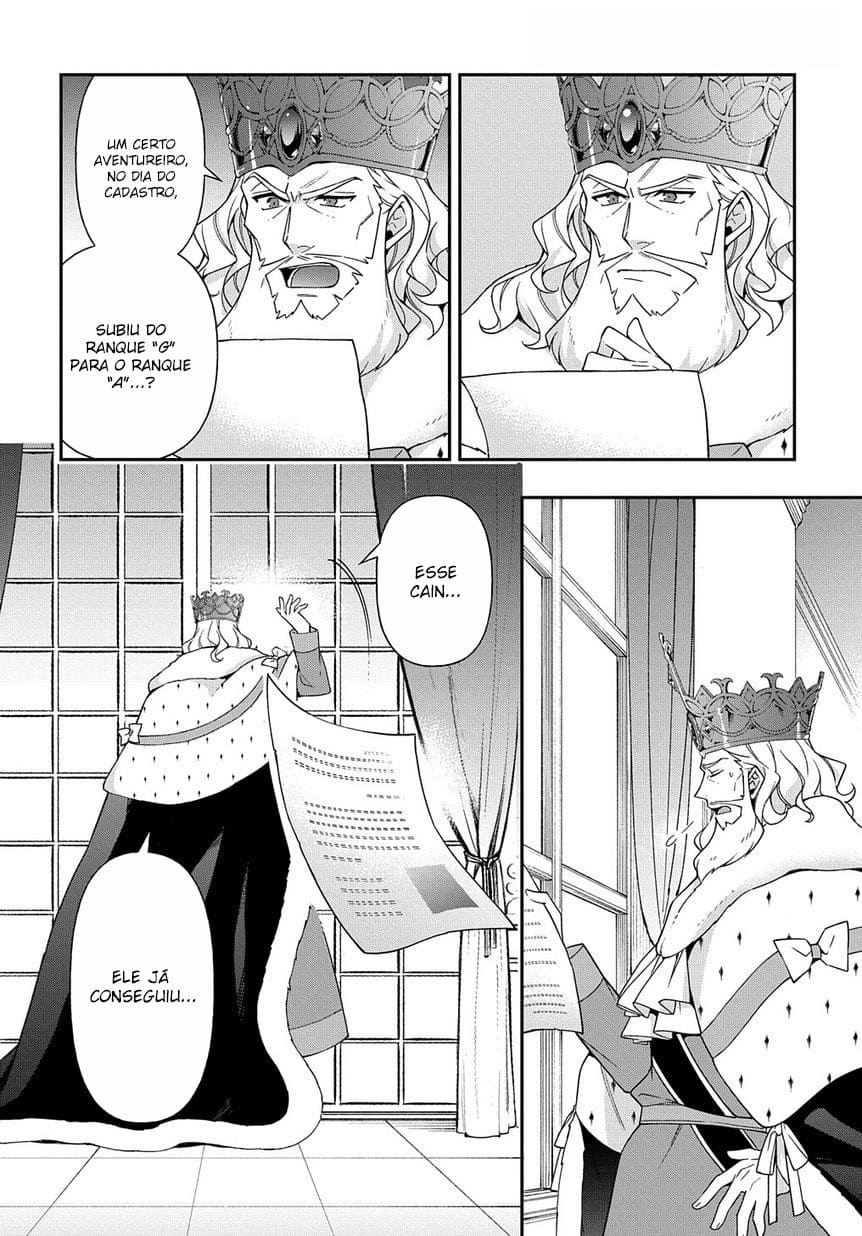 UM CERTO
AVENTUREIRO,
NO DIA DO
CADASTRO,
SUBIU DO
RANQUE "G"
PARA O RANQUE
"A"...?
ESSE
CAIN...
ELE JÁ
CONSEGUIU...